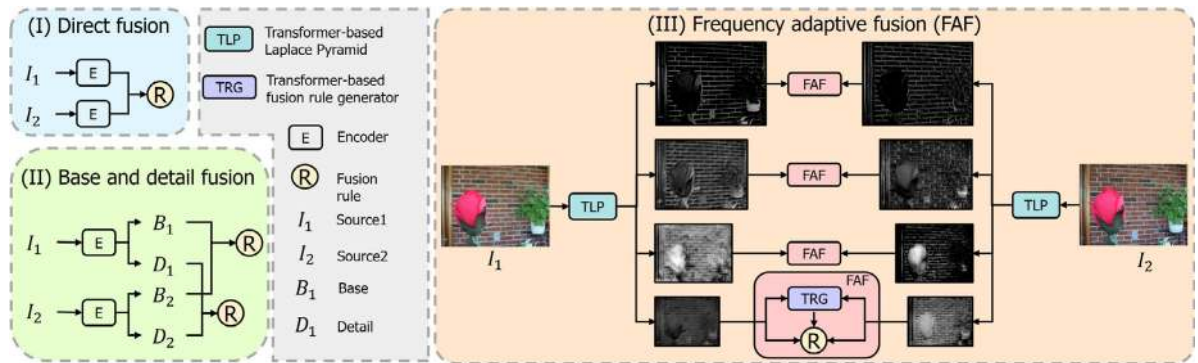 (I) Direct fusion
I₁
E
I₂
E
R
(II) Base and detail fusion
I₁
E
B₁
D₁
R
I₂
E
B₂
D₂
R
TLP
Transformer-based
Laplace Pyramid
TRG
Transformer-based
fusion rule generator
E
Encoder
R
Fusion
rule
I₁
Source1
I₂
Source2
B₁
Base
D₁
Detail
(III) Frequency adaptive fusion (FAF)
I₁
TLP
FAF
FAF
FAF
FAF
TRG
R
TLP
I₂